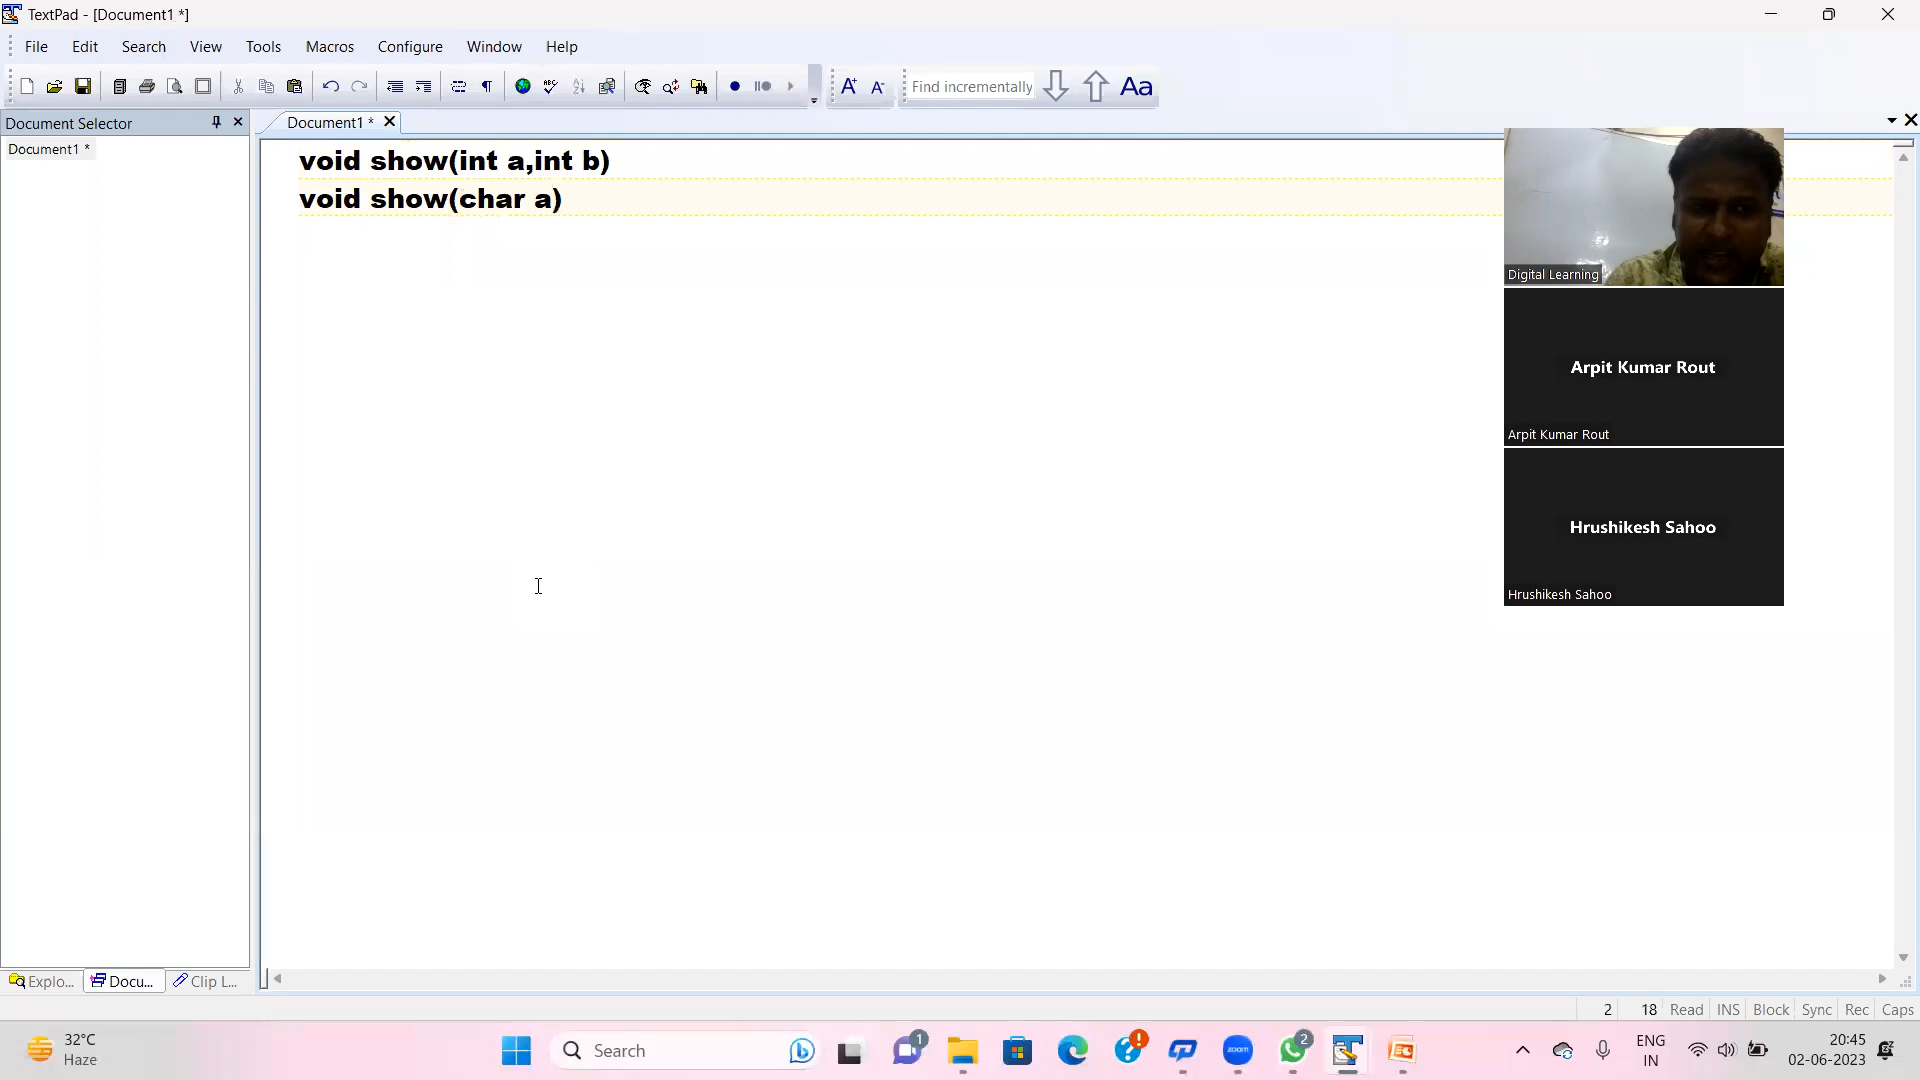 TextPad - [Document1 *]
File Edit Search View Tools Macros Configure Window Help
Find incrementally Aa
Document Selector
Document1 *
Document1 *
void show(int a,int b)
void show(char a)
Digital Learning
Arpit Kumar Rout
Arpit Kumar Rout
Hrushikesh Sahoo
Hrushikesh Sahoo
Explo... Docu... Clip L...
2 18 Read INS Block Sync Rec Caps
32°C
Haze
Search
1
zoom
2
ENG
IN
20:45
02-06-2023